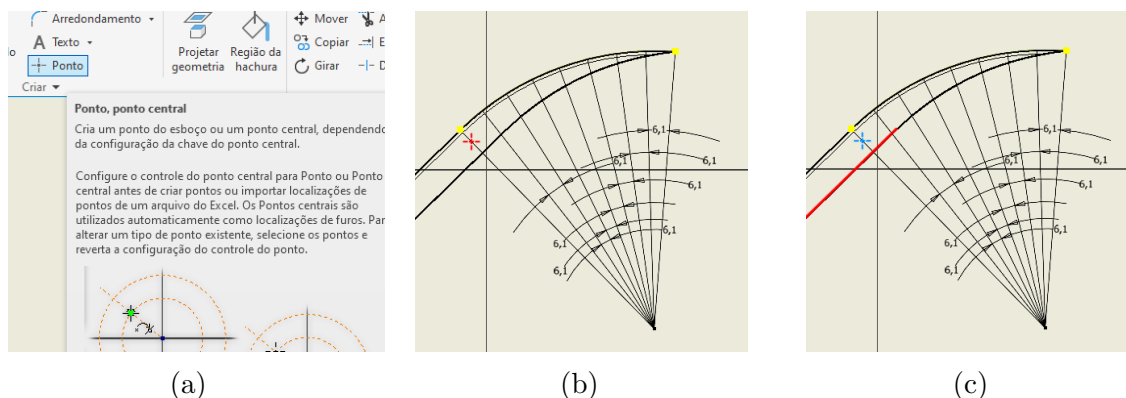 Arredondamento
Mover
A
Texto
Projetar
geometria
Região da
hachura
Copiar
E
Ponto
Girar
D
Criar
Ponto, ponto central
Cria um ponto do esboço ou um ponto central, dependendo
da configuração da chave do ponto central.
Configure o controle do ponto central para Ponto ou Ponto
central antes de criar pontos ou importar localizações de
pontos de um arquivo do Excel. Os Pontos centrais são
utilizados automaticamente como localizações de furos. Par
alterar um tipo de ponto existente, selecione os pontos e
reverta a configuração do controle do ponto.
6,1
6,1
6,1
6,1
6,1
6,1
6,1
6,1
6,1
6,1
6,1
6,1
6,1
6,1
(a)
(b)
(c)